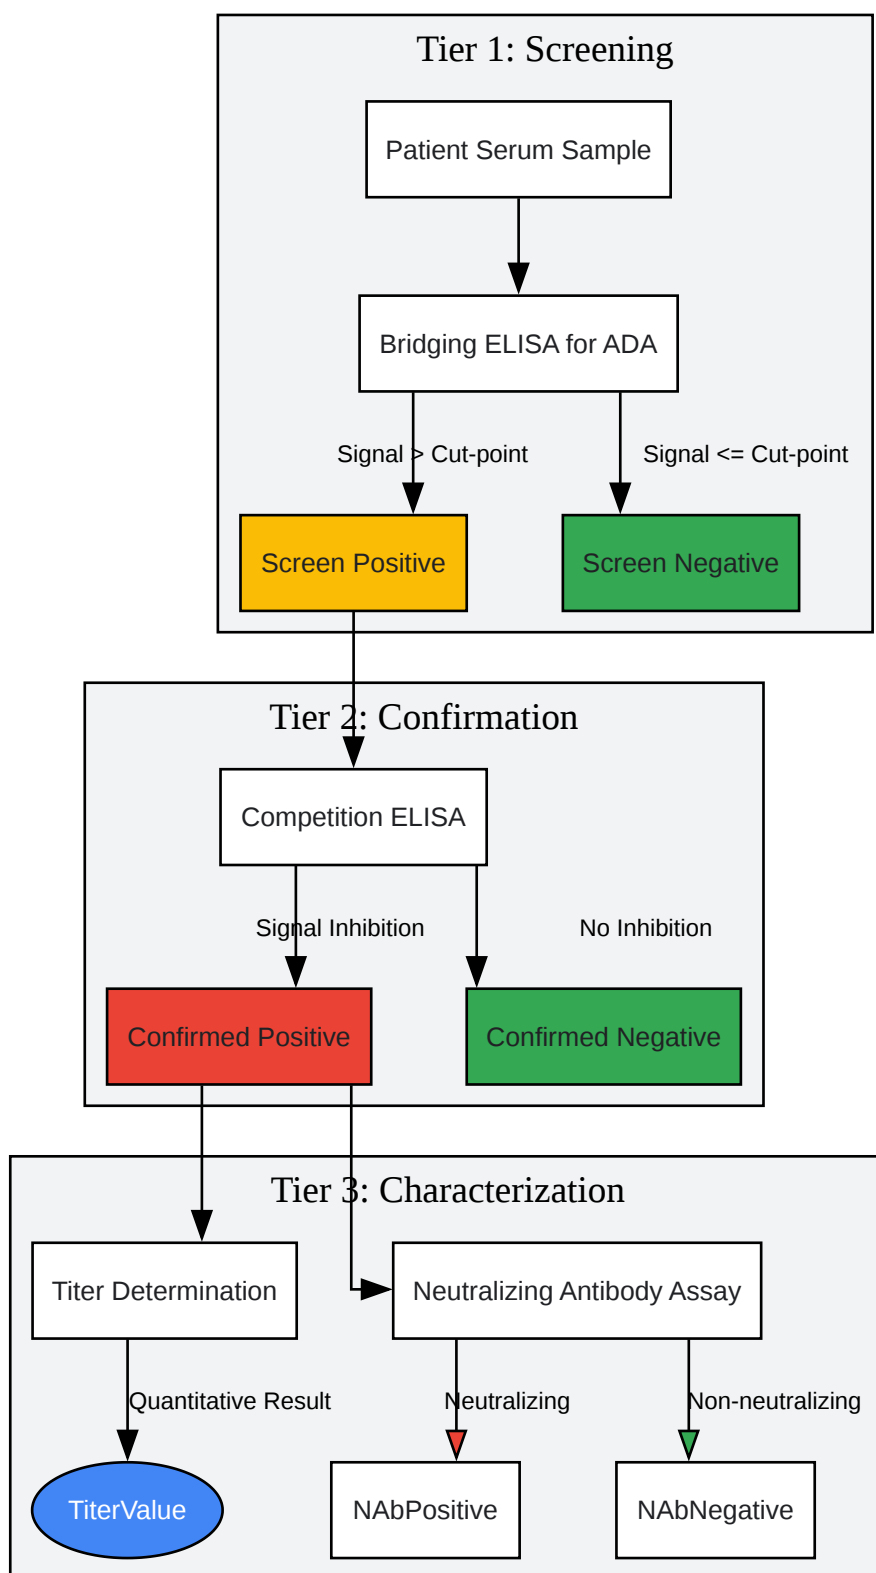 Tier 1: Screening
Patient Serum Sample
Bridging ELISA for ADA
Signal > Cut-point
Signal <= Cut-point
Screen Positive
Screen Negative
Tier 2: Confirmation
Competition ELISA
Signal Inhibition
No Inhibition
Confirmed Positive
Confirmed Negative
Tier 3: Characterization
Titer Determination
Neutralizing Antibody Assay
Quantitative Result
Neutralizing
Non-neutralizing
TiterValue
NAbPositive
NAbNegative